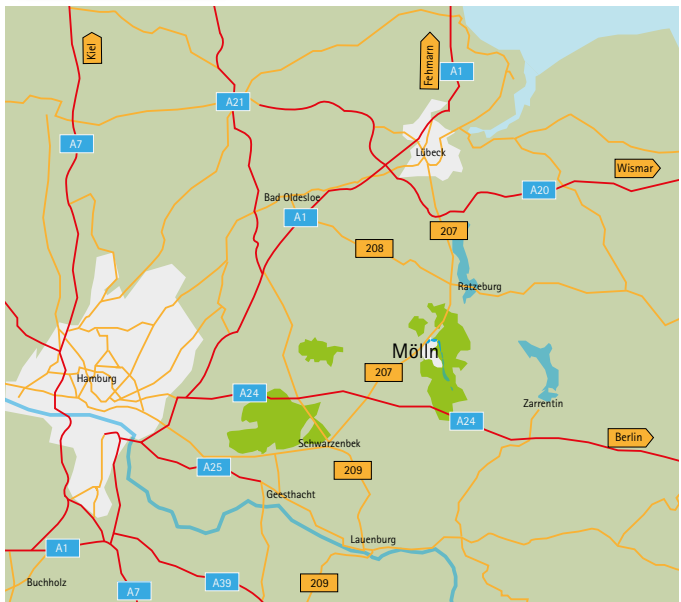 Kiel
Fehmarn
A1
A21
A7
Lübeck
Wismar
A20
Bad Oldesloe
A1
207
208
Ratzeburg
Mölln
207
Hamburg
A24
Zarrentin
A24
Berlin
Schwarzenbek
A25
209
Geesthacht
Lauenburg
A1
Buchholz
A7
A39
209